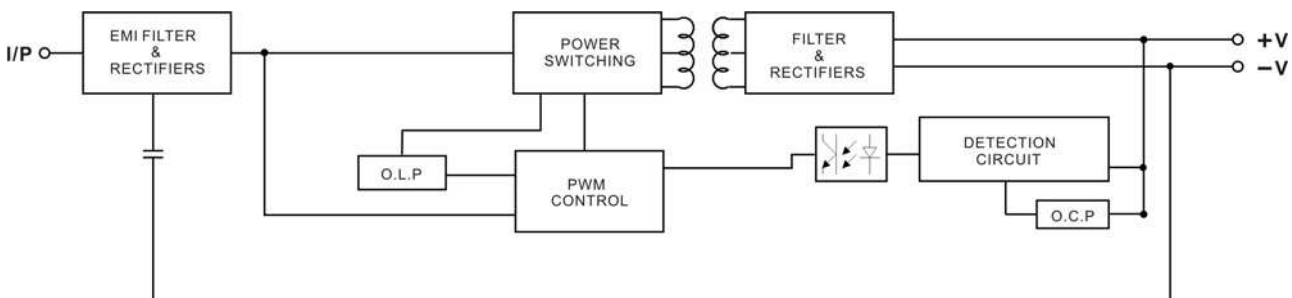 I/P
EMI FILTER
&
RECTIFIERS
POWER
SWITCHING
FILTER
&
RECTIFIERS
+V
−V
O.L.P
PWM
CONTROL
DETECTION
CIRCUIT
O.C.P